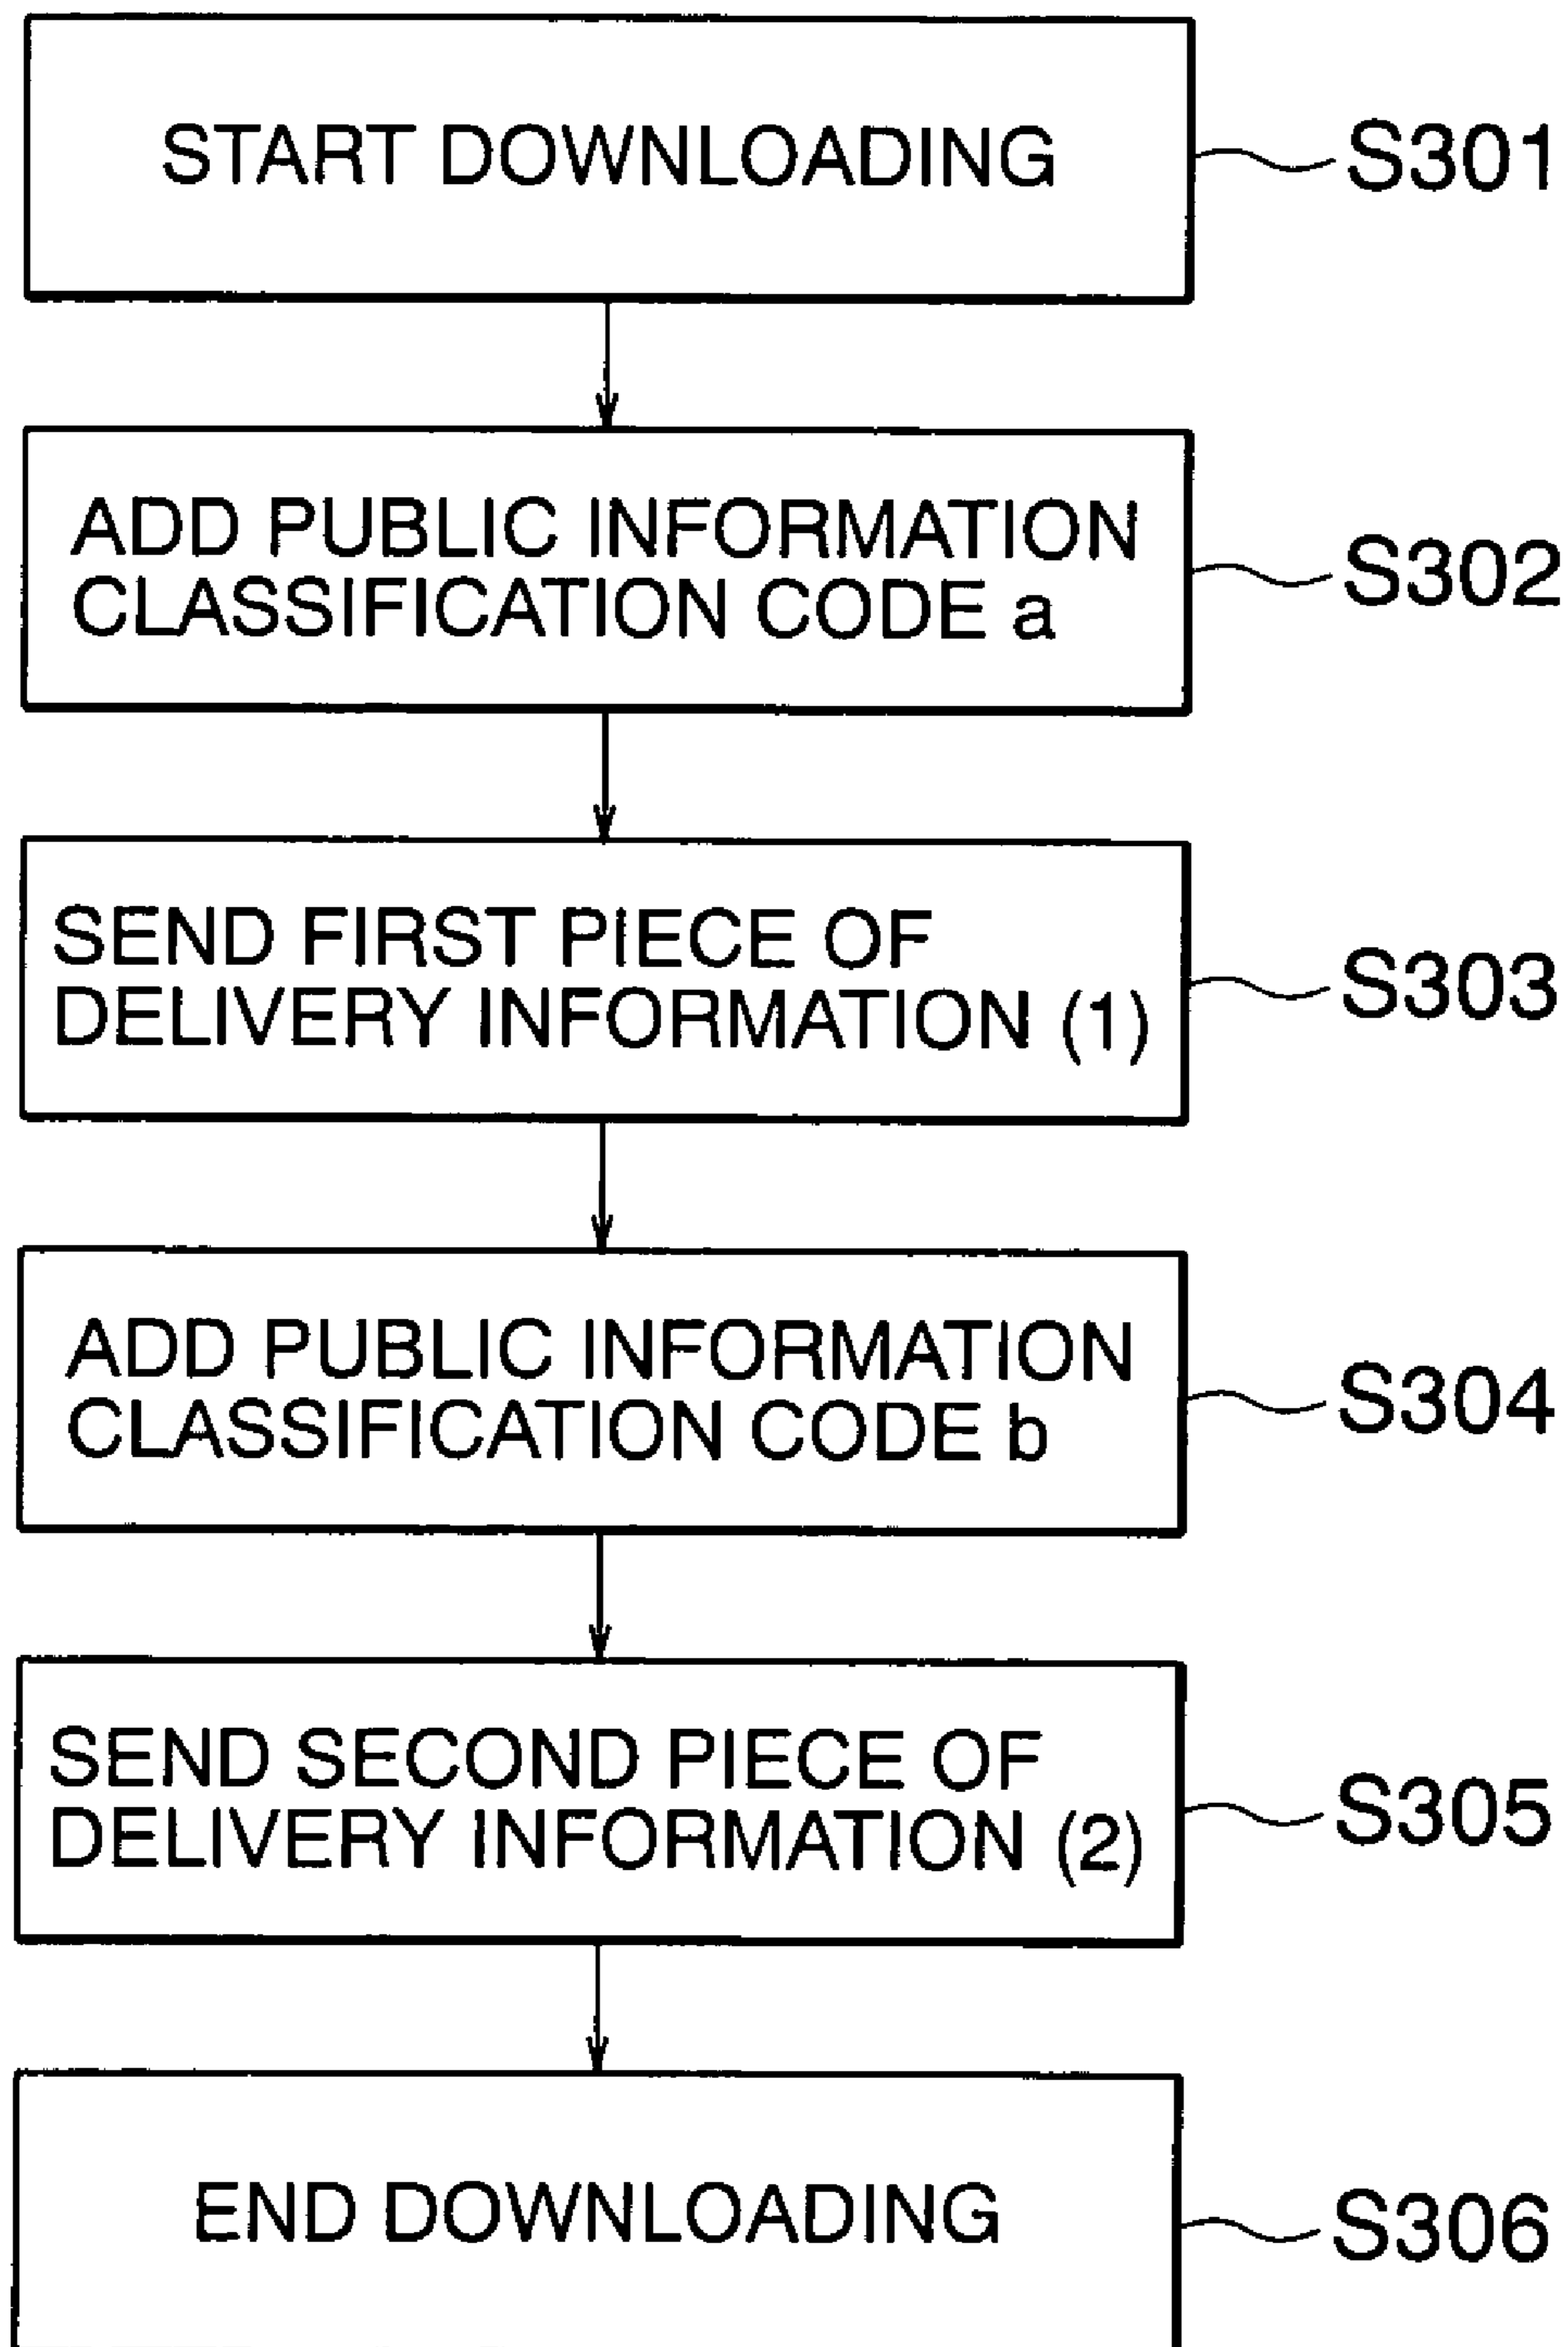 START DOWNLOADING
S301
ADD PUBLIC INFORMATION
CLASSIFICATION CODE a
S302
SEND FIRST PIECE OF
DELIVERY INFORMATION (1)
S303
ADD PUBLIC INFORMATION
CLASSIFICATION CODE b
S304
SEND SECOND PIECE OF
DELIVERY INFORMATION (2)
S305
END DOWNLOADING
S306